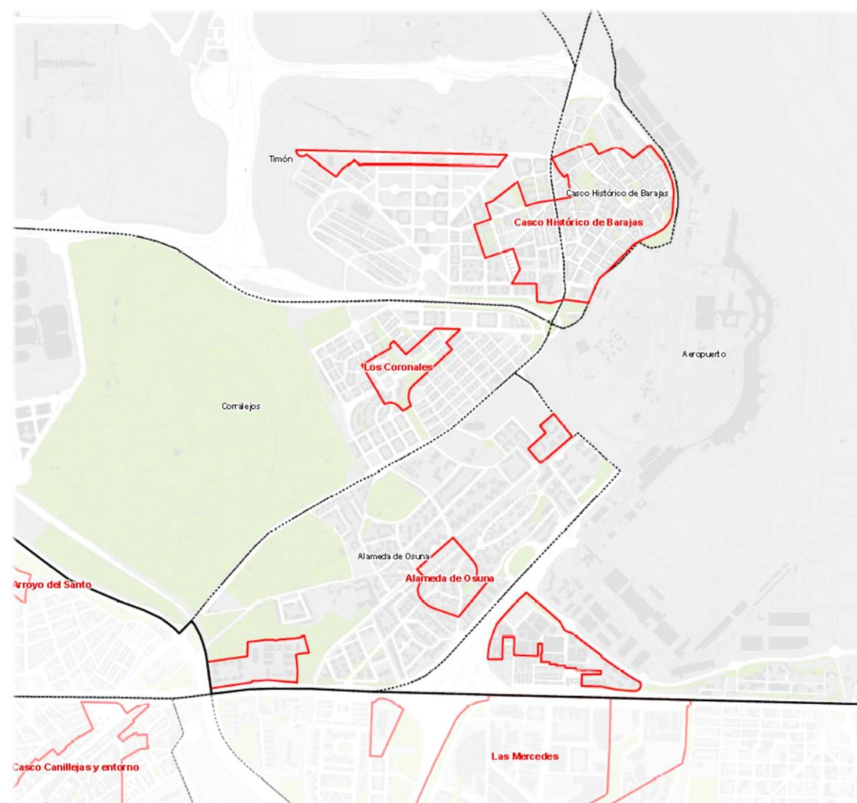 Timón
Casco Histórico de Barajas
Casco Histórico de Barajas
Aeropuerto
Los Coronales
Corralejos
Alameda de Osuna
Alameda de Osuna
Arroyo del Santo
Las Mercedes
Casco Canillejas y entorno